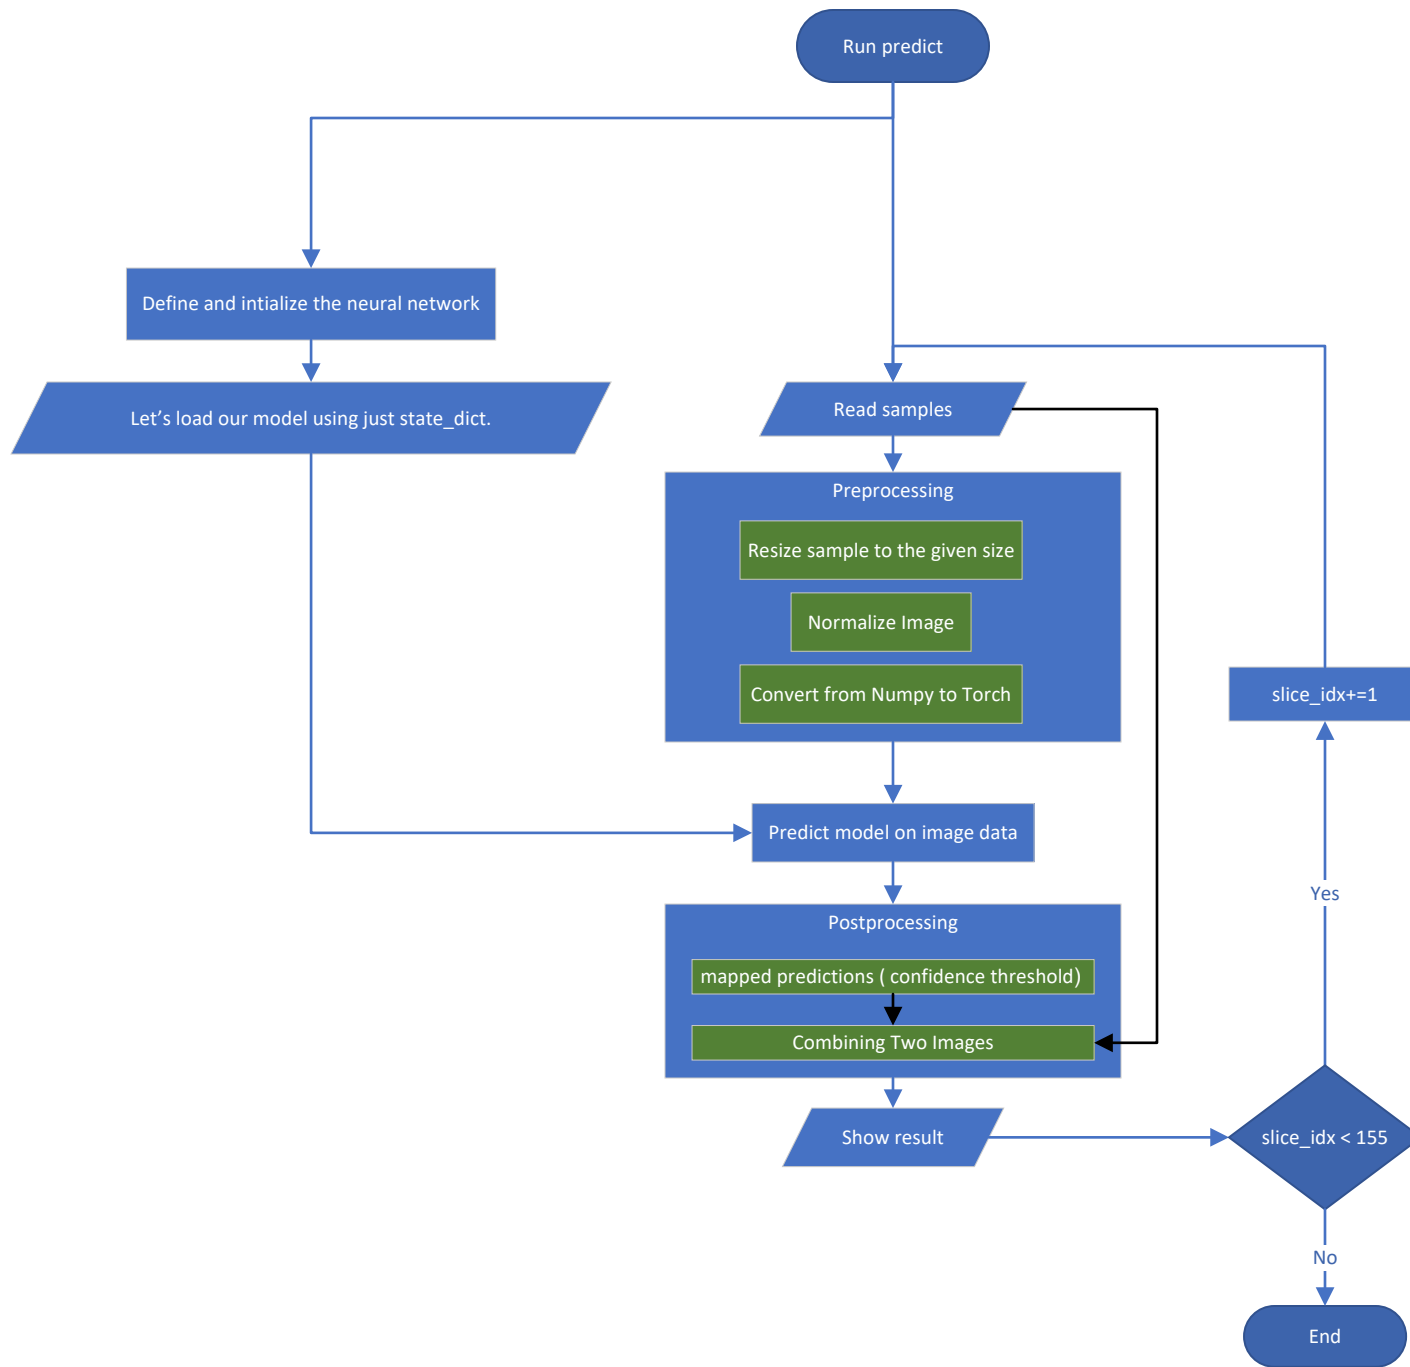 Run predict
Define and intialize the neural network
Let’s load our model using just state_dict.
Read samples
Preprocessing
Resize sample to the given size
Normalize Image
Convert from Numpy to Torch
slice_idx+=1
Predict model on image data
Yes
Postprocessing
mapped predictions ( confidence threshold)
Combining Two Images
Show result
slice_idx < 155
No
End